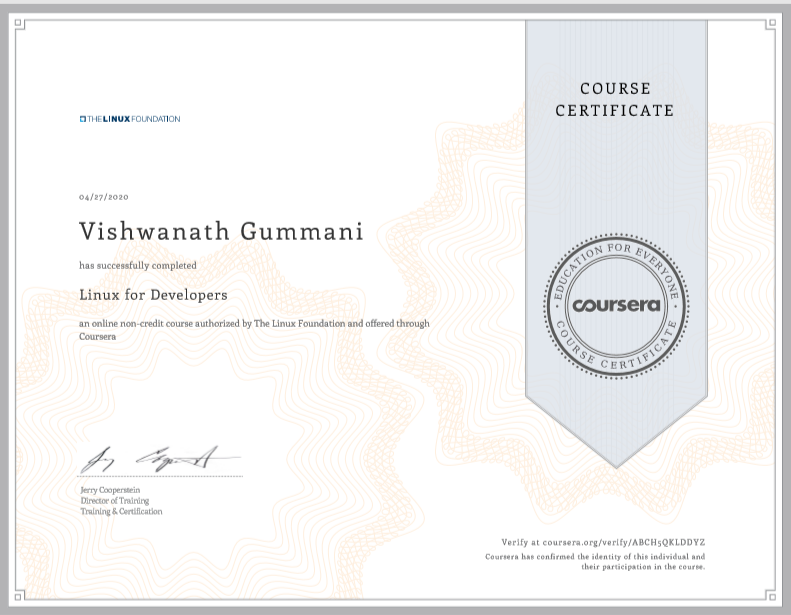 THE LINUX FOUNDATION
04/27/2020
Vishwanath Gummani
has successfully completed
Linux for Developers
an online non-credit course authorized by The Linux Foundation and offered through
Coursera
Jerry Cooperstein
Director of Training
Training & Certification
COURSE
CERTIFICATE
EDUCATION FOR EVERYONE
coursera
COURSE CERTIFICATE
Verify at coursera.org/verify/ABCH5QKLDDYZ
Coursera has confirmed the identity of this individual and
their participation in the course.